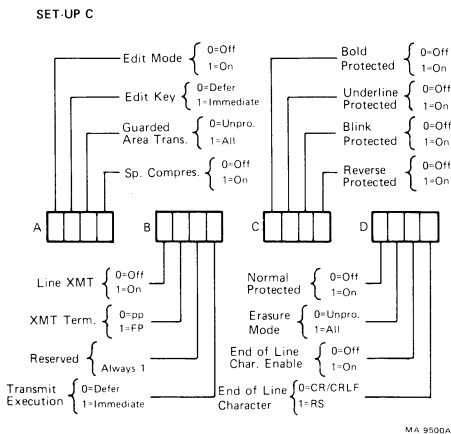 SET-UP C
Edit Mode { 0=Off
1=On
Edit Key { 0=Defer
1=Immediate
Guarded
Area Trans. { 0=Unpro.
1=All
Sp. Compres. { 0=Off
1=On
Bold
Protected { 0=Off
1=On
Underline
Protected { 0=Off
1=On
Blink
Protected { 0=Off
1=On
Reverse
Protected { 0=Off
1=On
A B C D
Line XMT { 0=Off
1=On
XMT Term. { 0=pp
1=FP
Reserved { Always 1
Transmit
Execution { 0=Defer
1=Immediate
Normal
Protected { 0=Off
1=On
Erasure
Mode { 0=Unpro.
1=All
End of Line
Char. Enable { 0=Off
1=On
End of Line
Character { 0=CR/CRLF
1=RS
MA 9500A